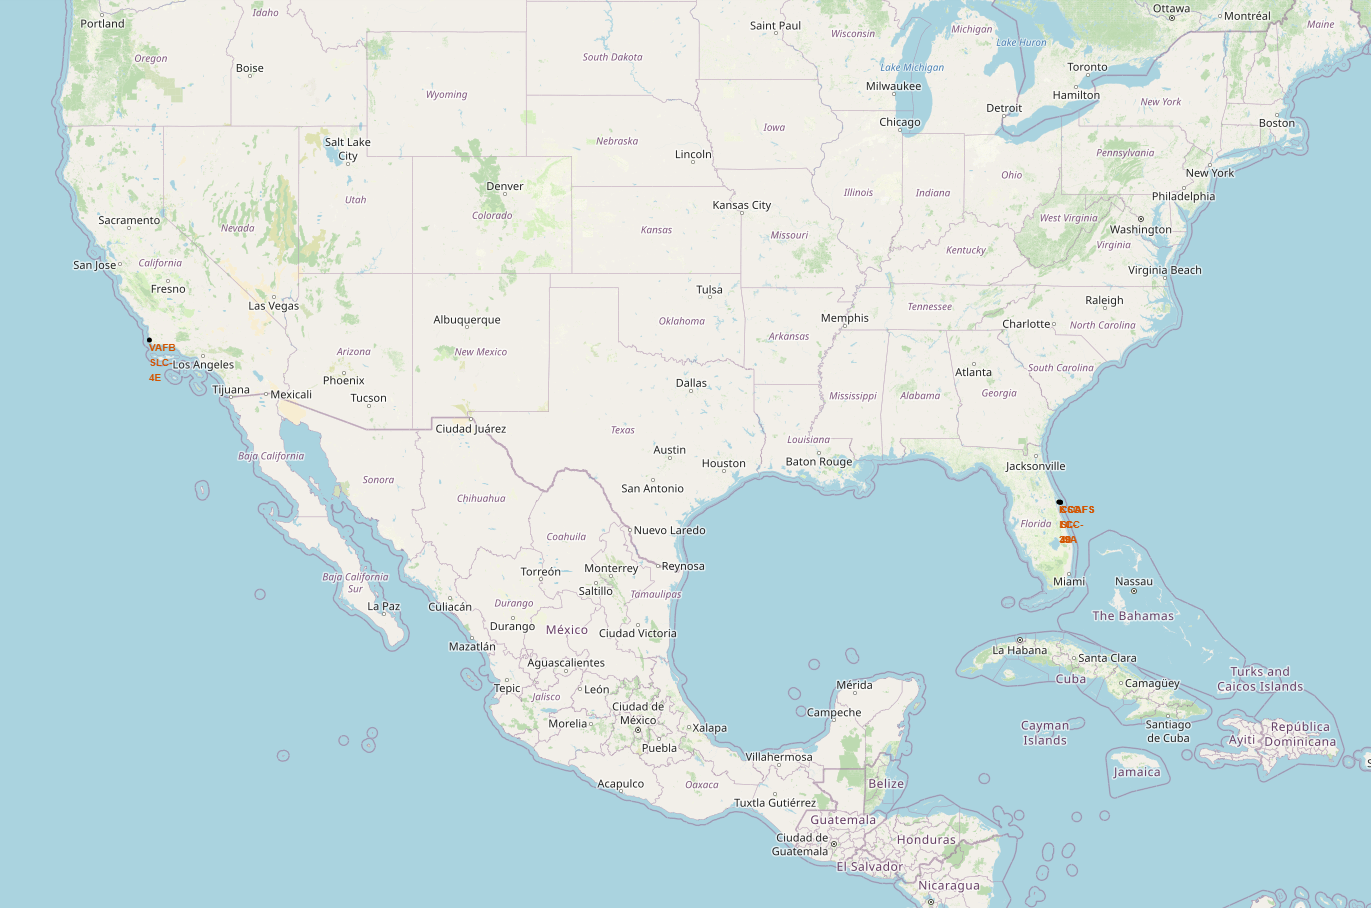 Portland
Idaho
Oregon
Boise
Wyoming
South Dakota
Saint Paul
Wisconsin
Michigan
Lake Huron
Lake Michigan
Ottawa
Montréal
Maine
Toronto
Hamilton
Milwaukee
Detroit
Chicago
New York
Boston
Salt Lake
City
Nebraska
Iowa
Lincoln
Pennsylvania
New York
Ohio
Illinois
Indiana
Philadelphia
Denver
Utah
Colorado
Kansas City
West Virginia
Washington
Virginia
Sacramento
Nevada
Kansas
Missouri
Kentucky
San Jose
California
Virginia Beach
Fresno
Las Vegas
Tulsa
Raleigh
Tennessee
Albuquerque
Oklahoma
Memphis
Charlotte
North Carolina
Arkansas
VAFB
SLC-
4E
Los Angeles
Arizona
New Mexico
Atlanta
South Carolina
Phoenix
Dallas
Tijuana
Mexicali
Tucson
Mississippi
Alabama
Georgia
Ciudad Juárez
Texas
Louisiana
Baja California
Austin
Houston
Baton Rouge
Jacksonville
Sonora
Chihuahua
San Antonio
Florida
Coahuila
Nuevo Laredo
Torreón
Monterrey
Reynosa
Baja California
Sur
Saltillo
Tamaulipas
Miami
Nassau
The Bahamas
La Paz
Culiacán
Durango
Durango
México
Ciudad Victoria
Mazatlán
La Habana
Santa Clara
Aguascalientes
Cuba
Camagüey
Turks and
Caicos Islands
Tepic
Jalisco
León
Mérida
Ciudad de
México
Campeche
Morelia
Xalapa
Cayman
Islands
Santiago
de Cuba
Ayiti
República
Dominicana
Puebla
Villahermosa
Jamaica
Acapulco
Oaxaca
Belize
Tuxtla Gutiérrez
Guatemala
Ciudad de
Guatemala
Honduras
El Salvador
Nicaragua